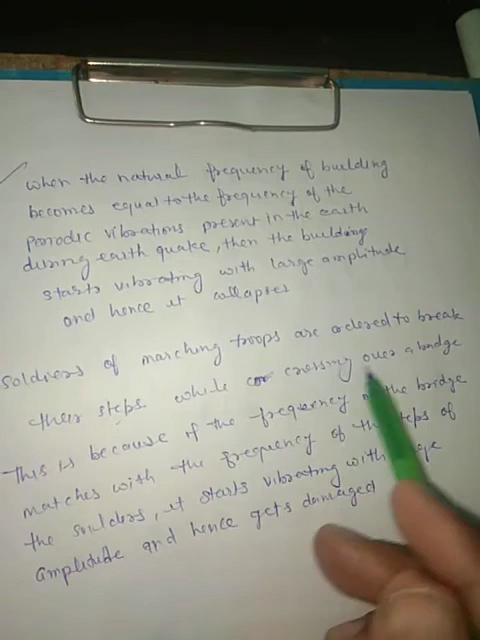 when the natural frequency of building
becomes equal to the frequency of the
parodic vibrations present in the earth
during earth quake, then the building
starts vibrating with large amplitude
and hence it collapses
Soldiers of marching troops are ordered to break
their steps while crossing over a bridge
This is because if the frequency of the bridge
matches with the frequency of the steps of
the soilders, it starts vibrating with
amplitude and hence gets damaged